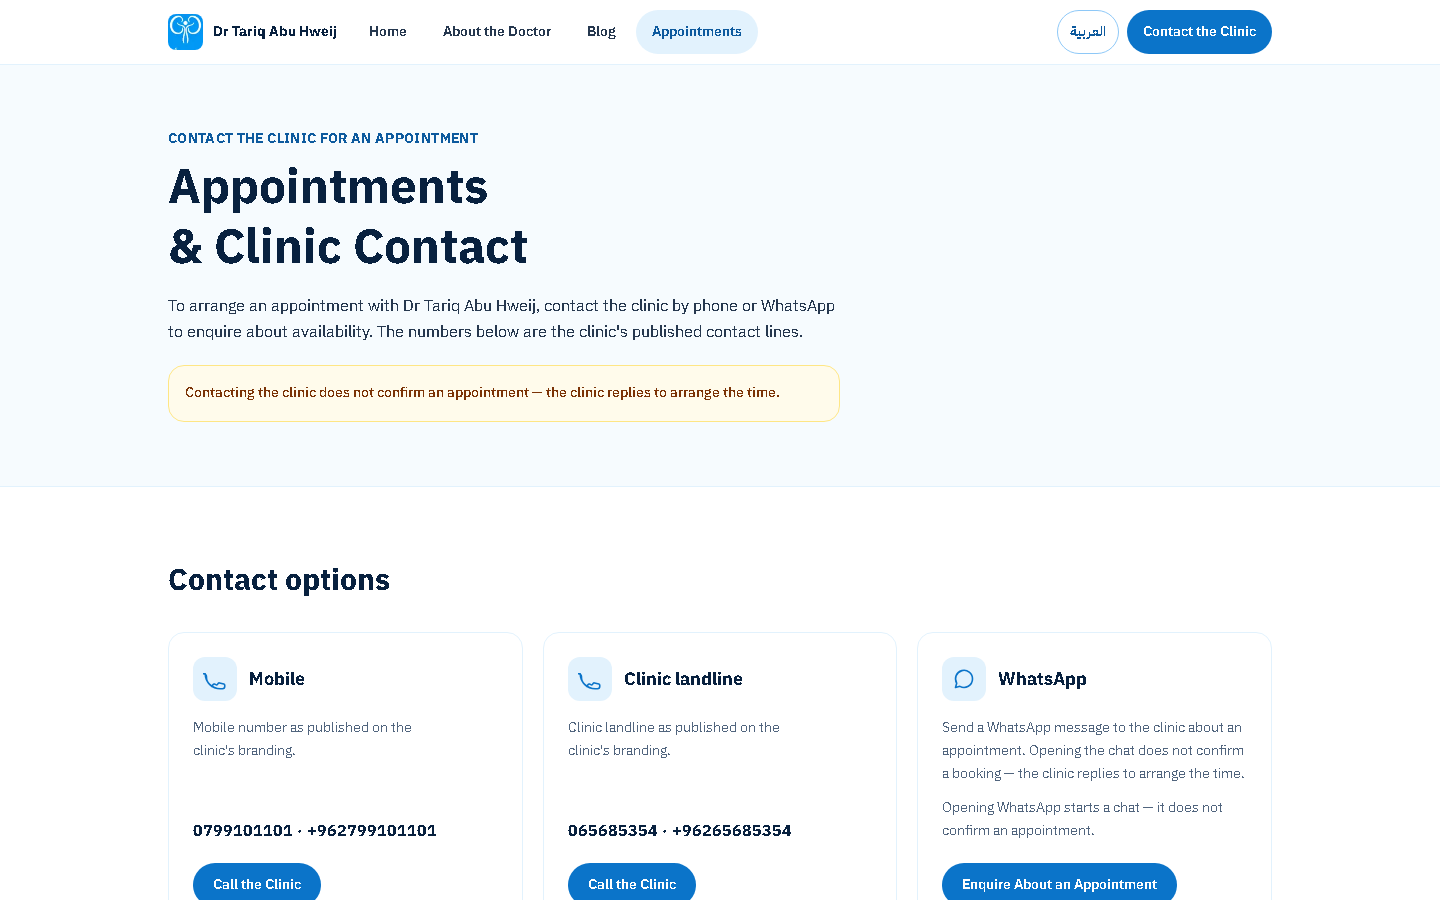 Dr Tariq Abu Hweij
Home
About the Doctor
Blog
Appointments
العربية
Contact the Clinic
CONTACT THE CLINIC FOR AN APPOINTMENT
Appointments
& Clinic Contact
To arrange an appointment with Dr Tariq Abu Hweij, contact the clinic by phone or WhatsApp
to enquire about availability. The numbers below are the clinic's published contact lines.
Contacting the clinic does not confirm an appointment — the clinic replies to arrange the time.
Contact options
Mobile
Mobile number as published on the
clinic's branding.
0799101101 · +962799101101
Call the Clinic
Clinic landline
Clinic landline as published on the
clinic's branding.
065685354 · +96265685354
Call the Clinic
WhatsApp
Send a WhatsApp message to the clinic about an
appointment. Opening the chat does not confirm
a booking — the clinic replies to arrange the time.
Opening WhatsApp starts a chat — it does not
confirm an appointment.
Enquire About an Appointment